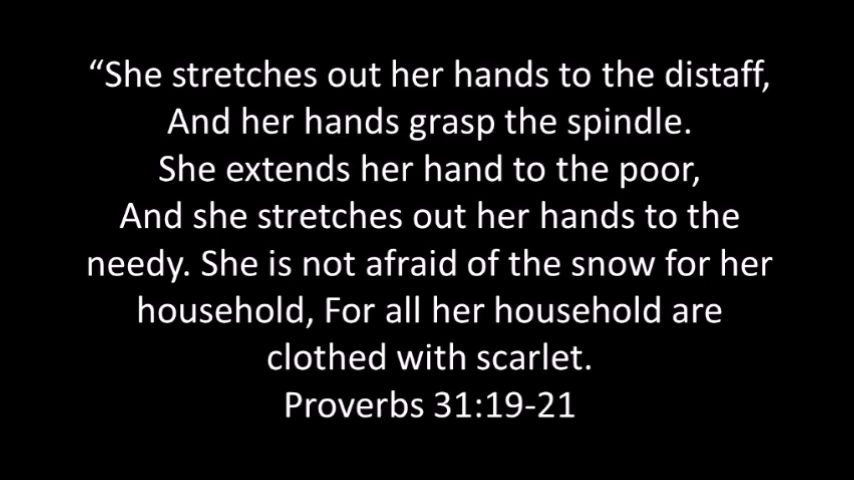 “She stretches out her hands to the distaff,
And her hands grasp the spindle.
She extends her hand to the poor,
And she stretches out her hands to the
needy. She is not afraid of the snow for her
household, For all her household are
clothed with scarlet.
Proverbs 31:19-21